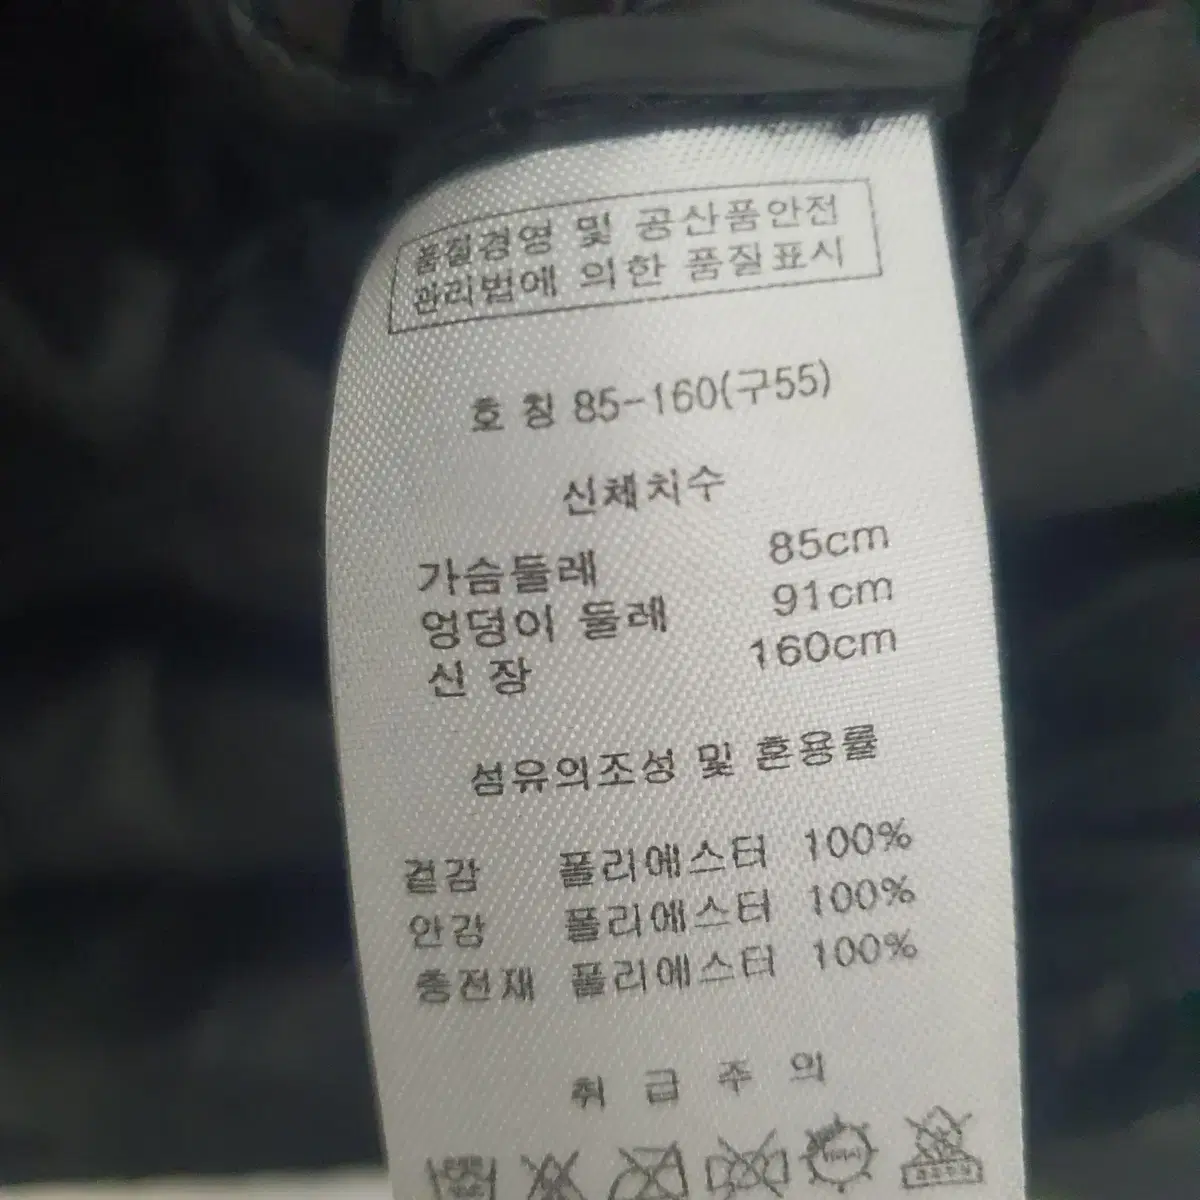 품질경영 및 공산품안전
관리법에 의한 품질표시
호 칭 85-160(구55)
신체치수
가슴둘레 85cm
엉덩이 둘레 91cm
신 장 160cm
섬유의조성 및 혼용률
겉감 폴리에스터 100%
안감 폴리에스터 100%
충전재 폴리에스터 100%
취 급 주 의